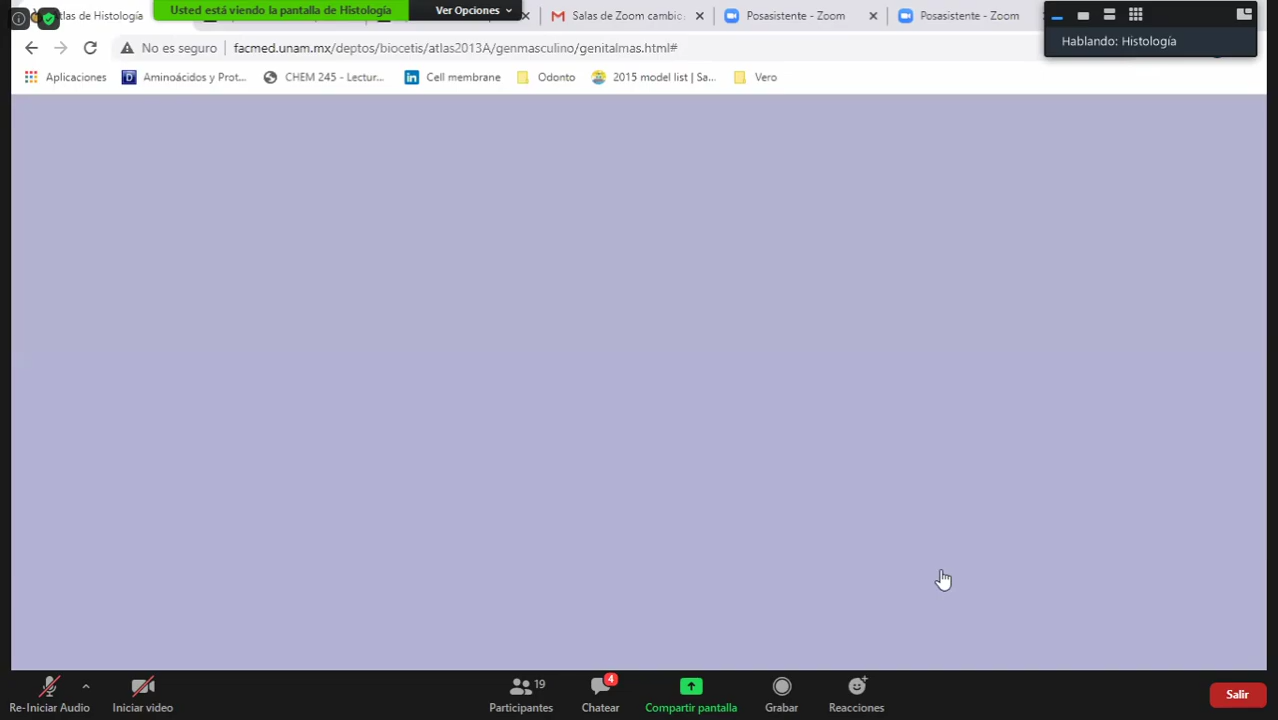 Usted está viendo la pantalla de Histología
Ver Opciones
Atlas de Histología
Salas de Zoom cambic
Posasistente - Zoom
Posasistente - Zoom
Hablando: Histología
No es seguro
facmed.unam.mx/deptos/biocetis/atlas2013A/genmasculino/genitalmas.html#
Aplicaciones
Aminoácidos y Prot...
CHEM 245 - Lectur...
Cell membrane
Odonto
2015 model list | Sa...
Vero
Re-Iniciar Audio
Iniciar video
19
Participantes
4
Chatear
Compartir pantalla
Grabar
Reacciones
Salir